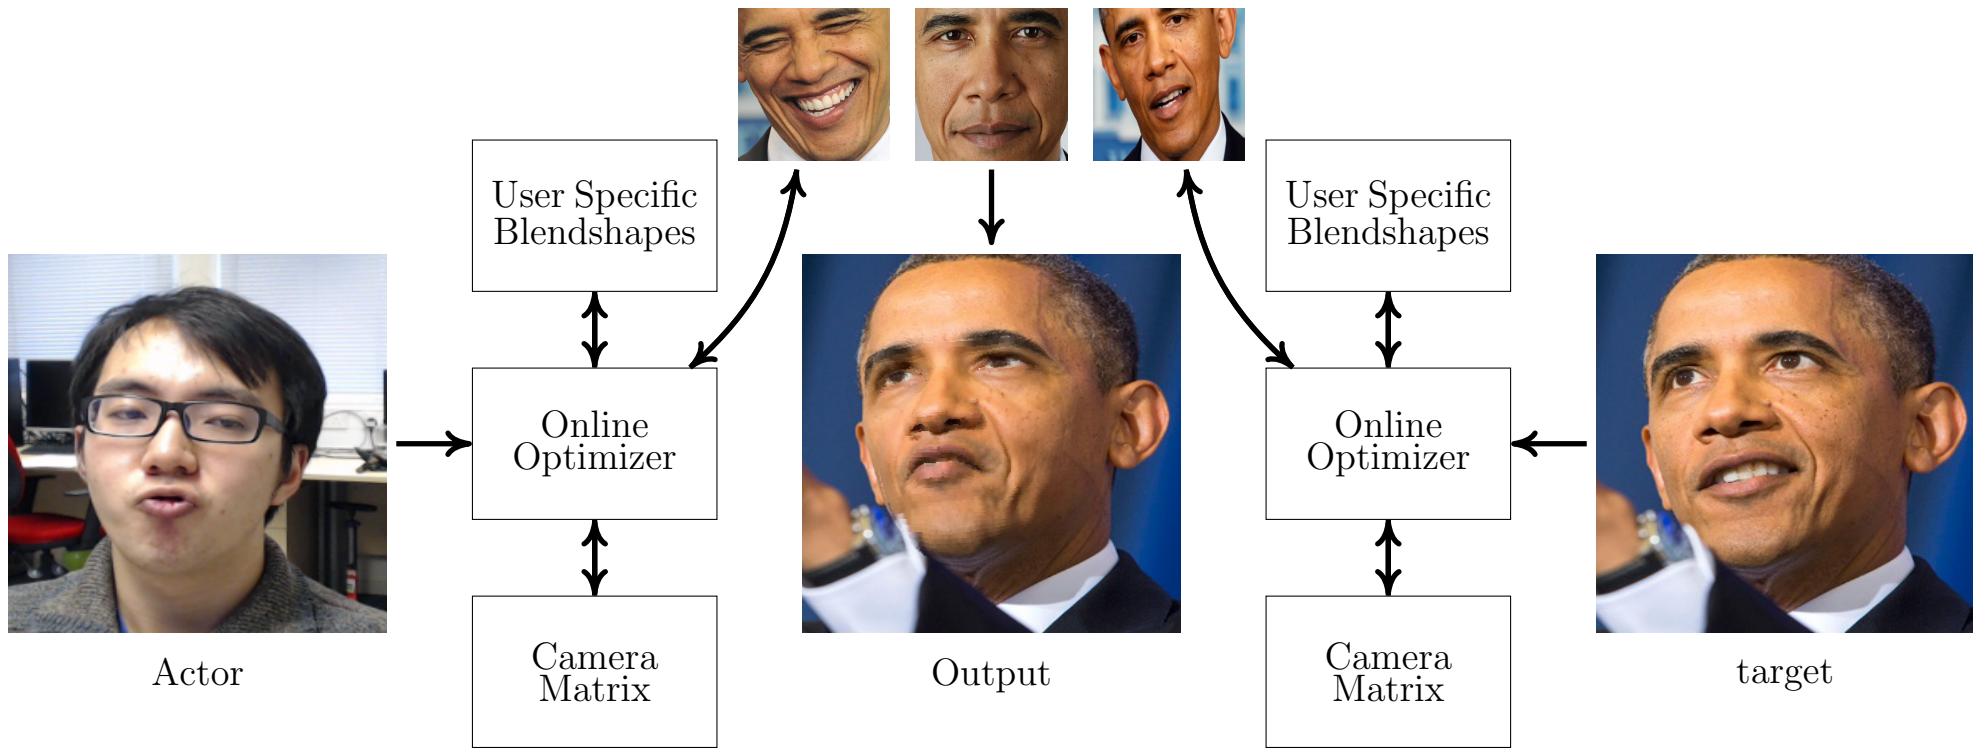 User Specific
Blendshapes
User Specific
Blendshapes
Online
Optimizer
Online
Optimizer
Camera
Matrix
Camera
Matrix
Actor
Output
target